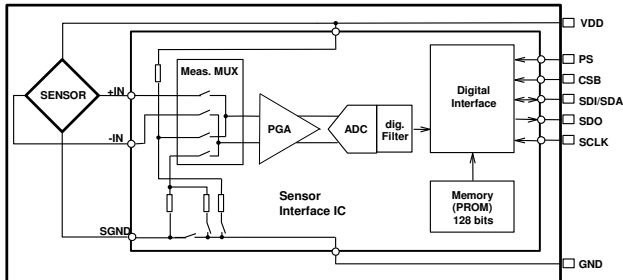 VDD
PS
Meas. MUX
SENSOR
+IN
CSB
Digital
Interface
SDI/SDA
PGA
ADC
dig.
Filter
SDO
-IN
SCLK
Sensor
Interface IC
Memory
(PROM)
128 bits
SGND
GND